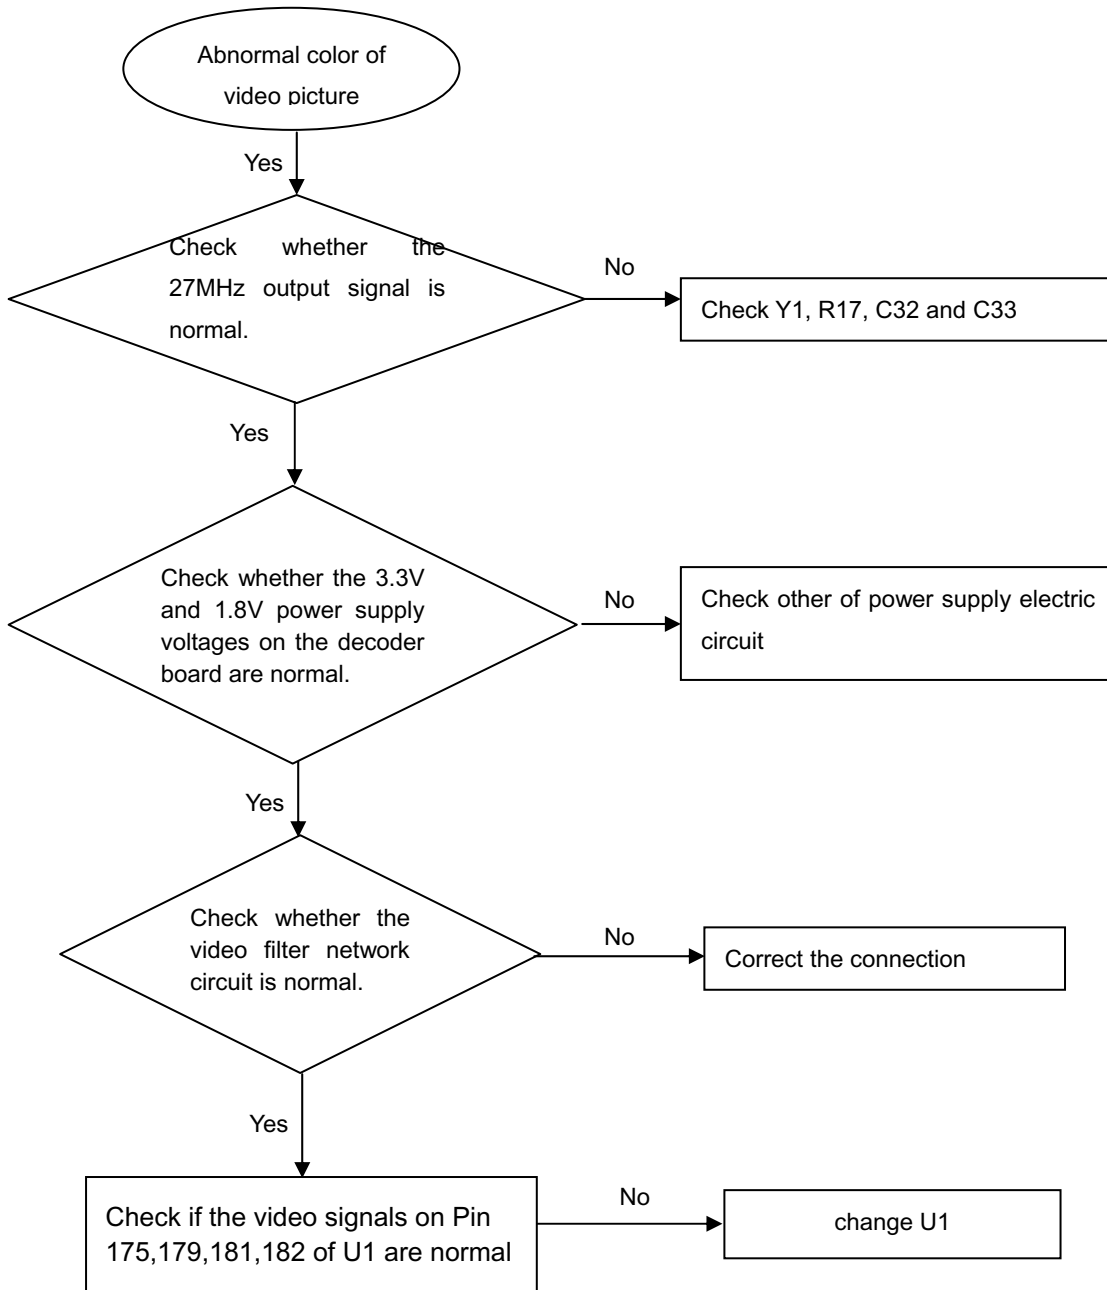 Abnormal color of
video picture
Yes
Check whether the
27MHz output signal is
normal.
No
Check Y1, R17, C32 and C33
Yes
Check whether the 3.3V
and 1.8V power supply
voltages on the decoder
board are normal.
No
Check other of power supply electric
circuit
Yes
Check whether the
video filter network
circuit is normal.
No
Correct the connection
Yes
Check if the video signals on Pin
175,179,181,182 of U1 are normal
No
change U1